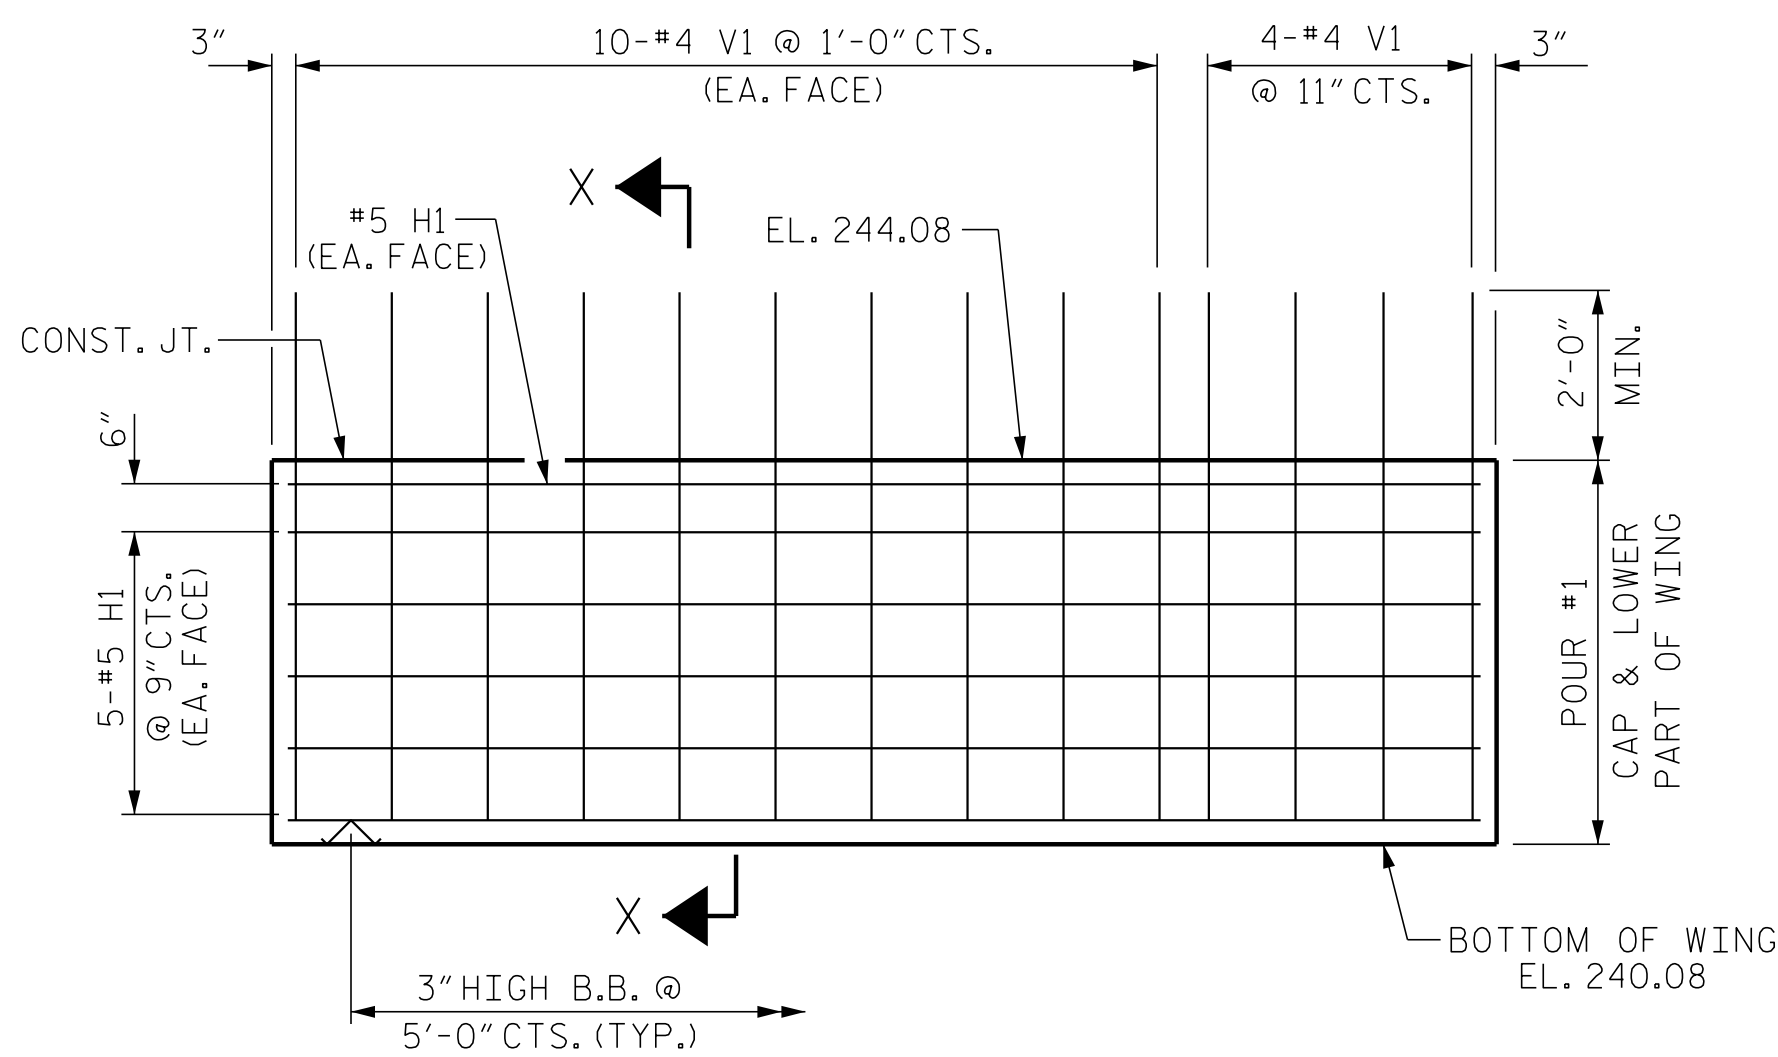 3"
10-#4 V1 @ 1'-0" CTS.
(EA. FACE)
4-#4 V1
@ 11" CTS.
3"
X
#5 H1
(EA. FACE)
EL. 244.08
CONST. JT.
2'-0"
MIN.
6"
5-#5 H1
@ 9" CTS.
(EA. FACE)
POUR #1
CAP & LOWER
PART OF WING
X
BOTTOM OF WING
EL. 240.08
3" HIGH B.B. @
5'-0" CTS. (TYP.)